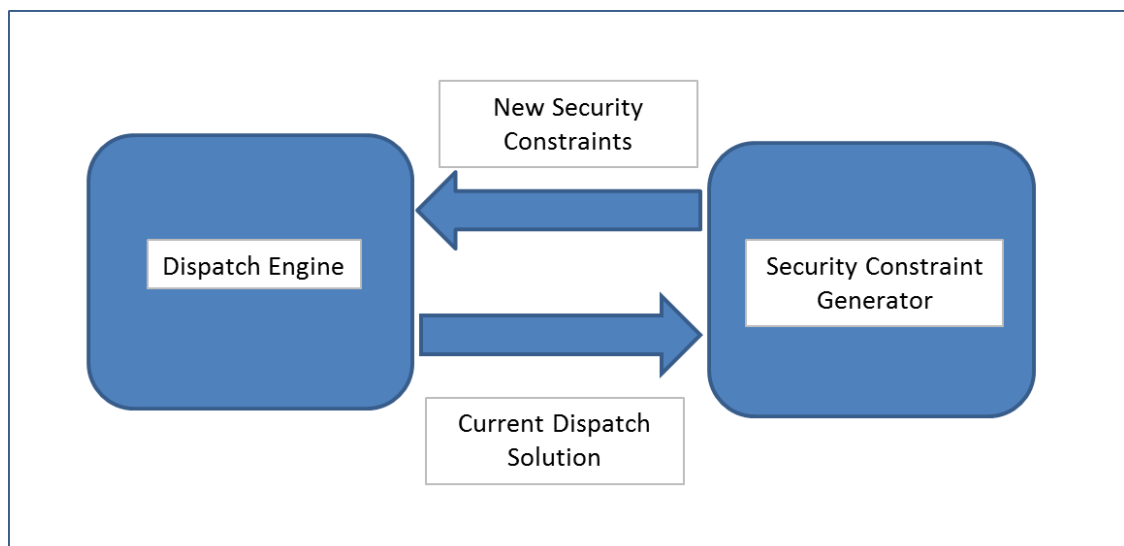 New Security
Constraints
Dispatch Engine
Security Constraint
Generator
Current Dispatch
Solution